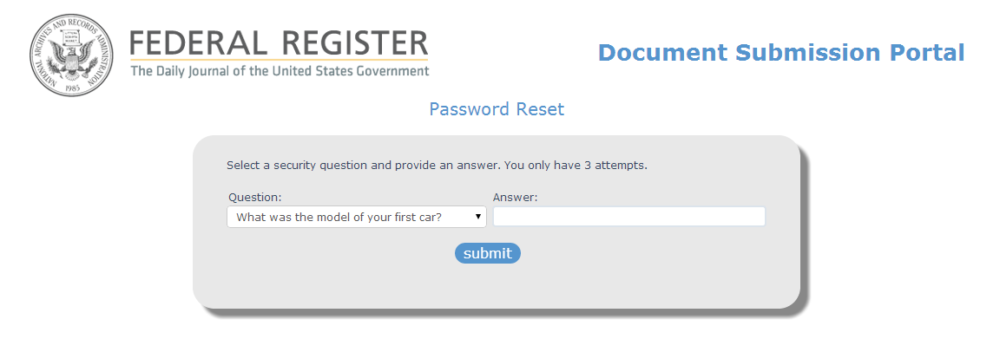 NATIONAL ARCHIVES AND RECORDS ADMINISTRATION
1985
FEDERAL REGISTER
The Daily Journal of the United States Government
Document Submission Portal
Password Reset
Select a security question and provide an answer. You only have 3 attempts.
Question: Answer:
What was the model of your first car?
submit